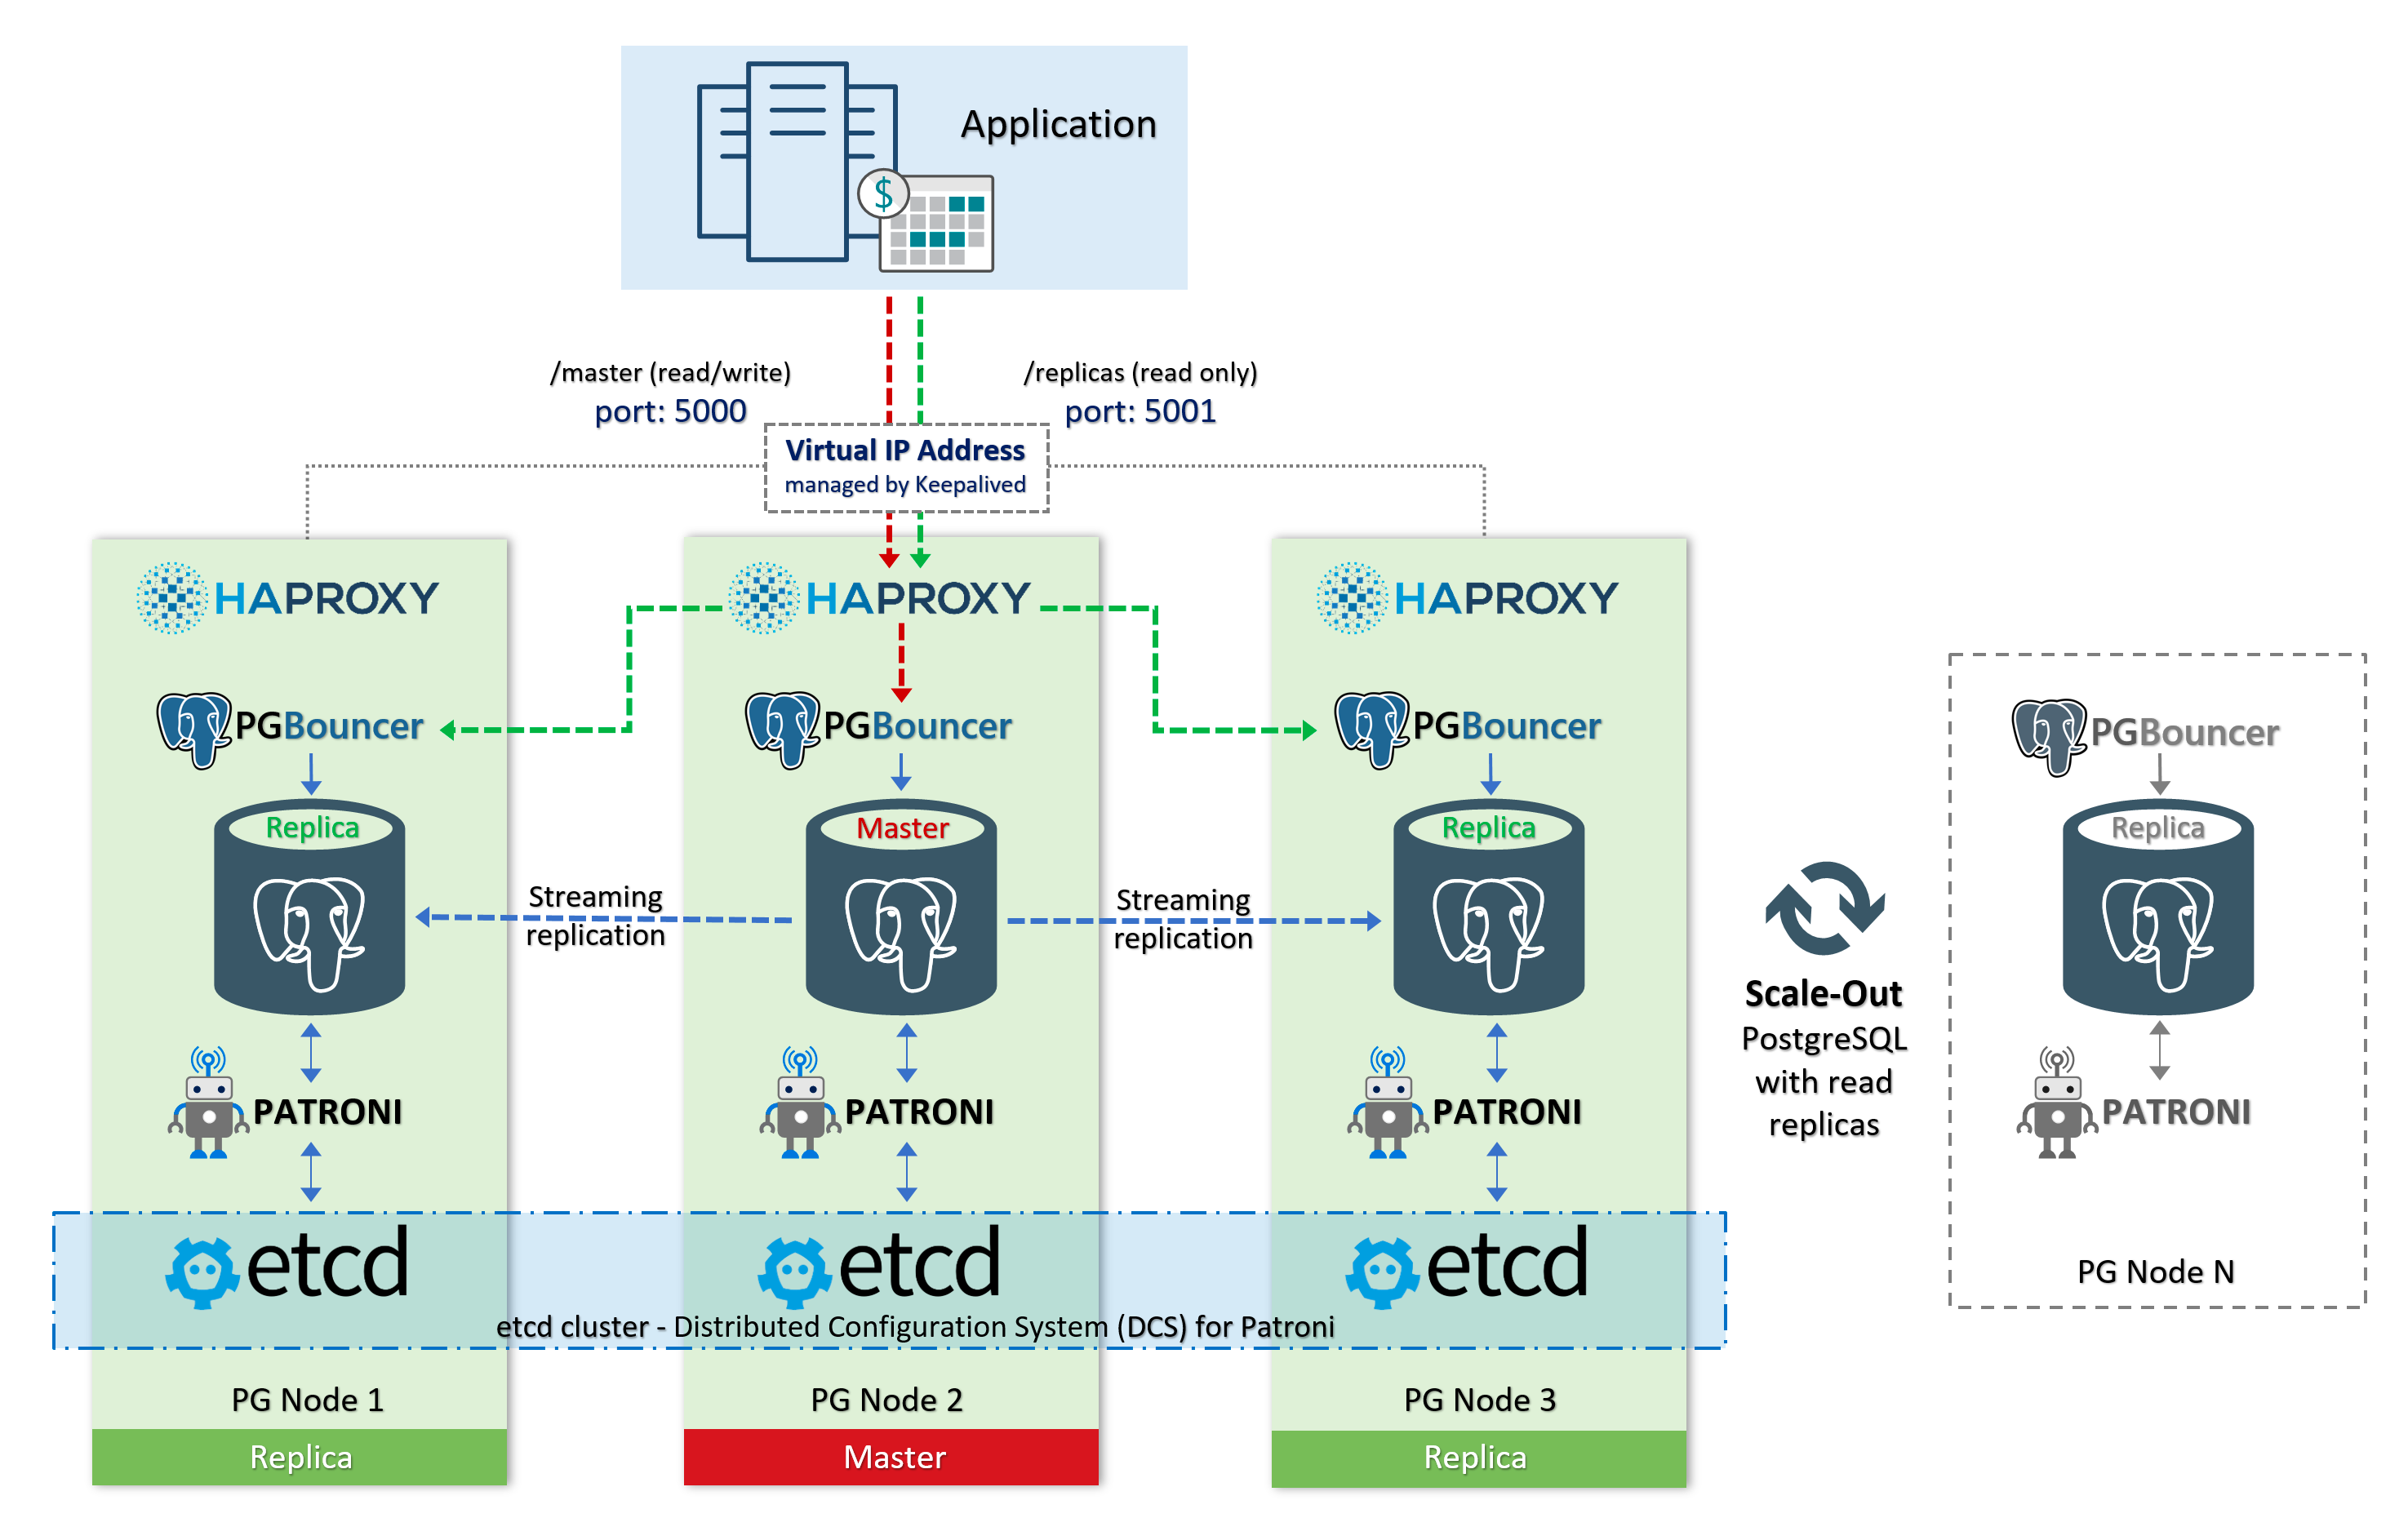 $
Application
/master (read/write)
port: 5000
/replicas (read only)
port: 5001
Virtual IP Address
managed by Keepalived
HAPROXY
HAPROXY
HAPROXY
PGBouncer
PGBouncer
PGBouncer
PGBouncer
Replica
Master
Replica
Replica
Streaming
replication
Streaming
replication
Scale-Out
PostgreSQL
with read
replicas
PATRONI
PATRONI
PATRONI
PATRONI
etcd
etcd
etcd
etcd cluster - Distributed Configuration System (DCS) for Patroni
PG Node N
PG Node 1
PG Node 2
PG Node 3
Replica
Master
Replica